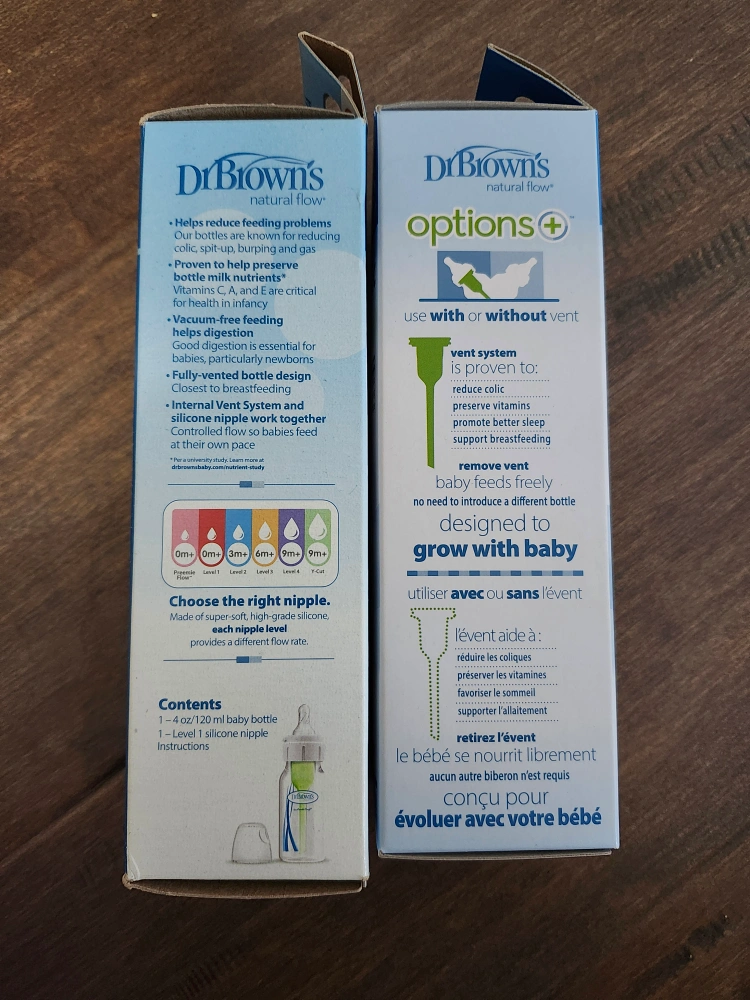 DrBrown's
natural flow®
• Helps reduce feeding problems
Our bottles are known for reducing
colic, spit-up, burping and gas
• Proven to help preserve
bottle milk nutrients*
Vitamins C, A, and E are critical
for health in infancy
• Vacuum-free feeding
helps digestion
Good digestion is essential for
babies, particularly newborns
• Fully-vented bottle design
Closest to breastfeeding
• Internal Vent System and
silicone nipple work together
Controlled flow so babies feed
at their own pace
* Per a university study. Learn more at
drbrownsbaby.com/nutrient-study
0m+ 0m+ 3m+ 6m+ 9m+ 9m+
Preemie Level 1 Level 2 Level 3 Level 4 Y-Cut
Flow™
Choose the right nipple.
Made of super-soft, high-grade silicone,
each nipple level
provides a different flow rate.
Contents
1 – 4 oz/120 ml baby bottle
1 – Level 1 silicone nipple
Instructions
DrBrown's
DrBrown's
natural flow®
options+™
use with or without vent
vent system
is proven to:
reduce colic
preserve vitamins
promote better sleep
support breastfeeding
remove vent
baby feeds freely
no need to introduce a different bottle
designed to
grow with baby
utiliser avec ou sans l'évent
l'évent aide à :
réduire les coliques
préserver les vitamines
favoriser le sommeil
supporter l'allaitement
retirez l'évent
le bébé se nourrit librement
aucun autre biberon n'est requis
conçu pour
évoluer avec votre bébé